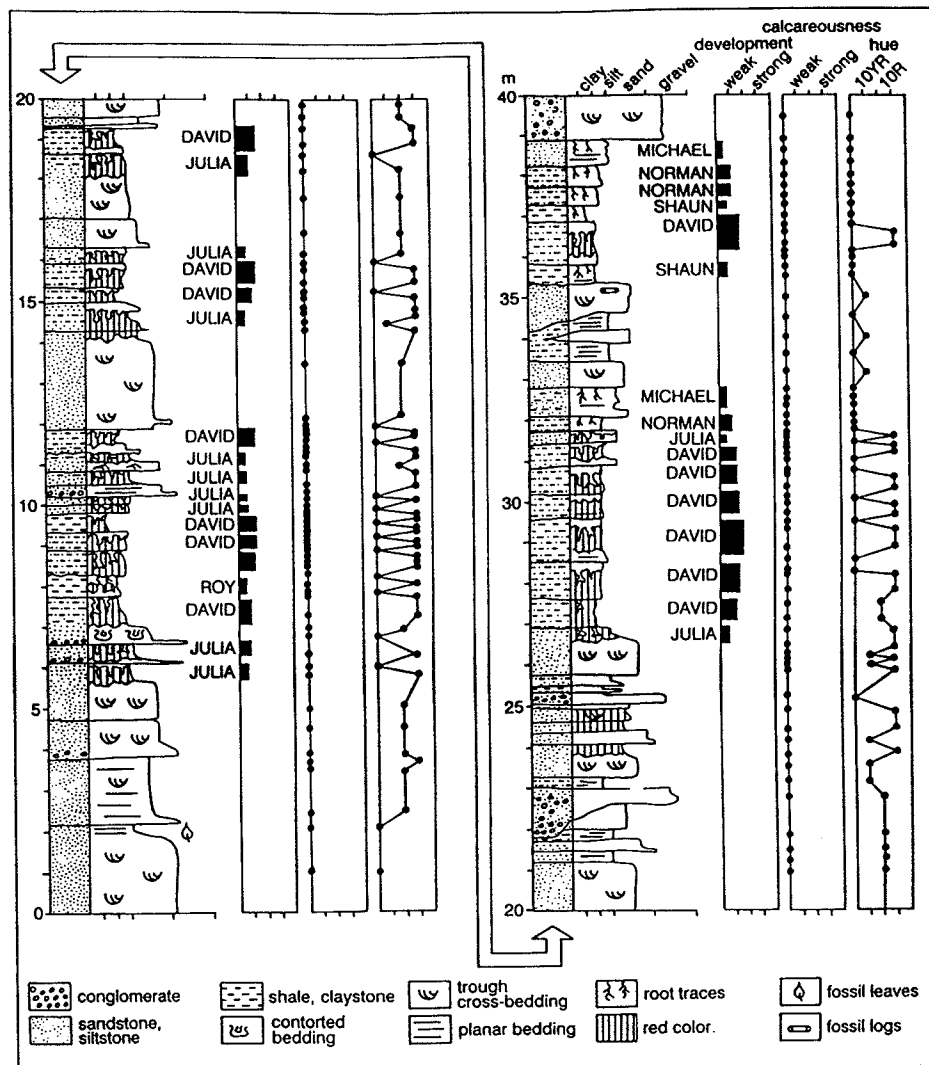 calcareousness
development
hue
m
clay
silt
sand
gravel
weak
strong
weak
strong
10YR
10R
20
DAVID
JULIA
JULIA
DAVID
15
DAVID
JULIA
DAVID
JULIA
JULIA
JULIA
10
JULIA
DAVID
DAVID
ROY
DAVID
JULIA
JULIA
5
0
40
MICHAEL
NORMAN
NORMAN
SHAUN
DAVID
SHAUN
35
MICHAEL
NORMAN
JULIA
DAVID
DAVID
30
DAVID
DAVID
DAVID
DAVID
JULIA
25
20
conglomerate
sandstone,
siltstone
shale, claystone
contorted
bedding
trough
cross-bedding
planar bedding
root traces
red color.
fossil leaves
fossil logs